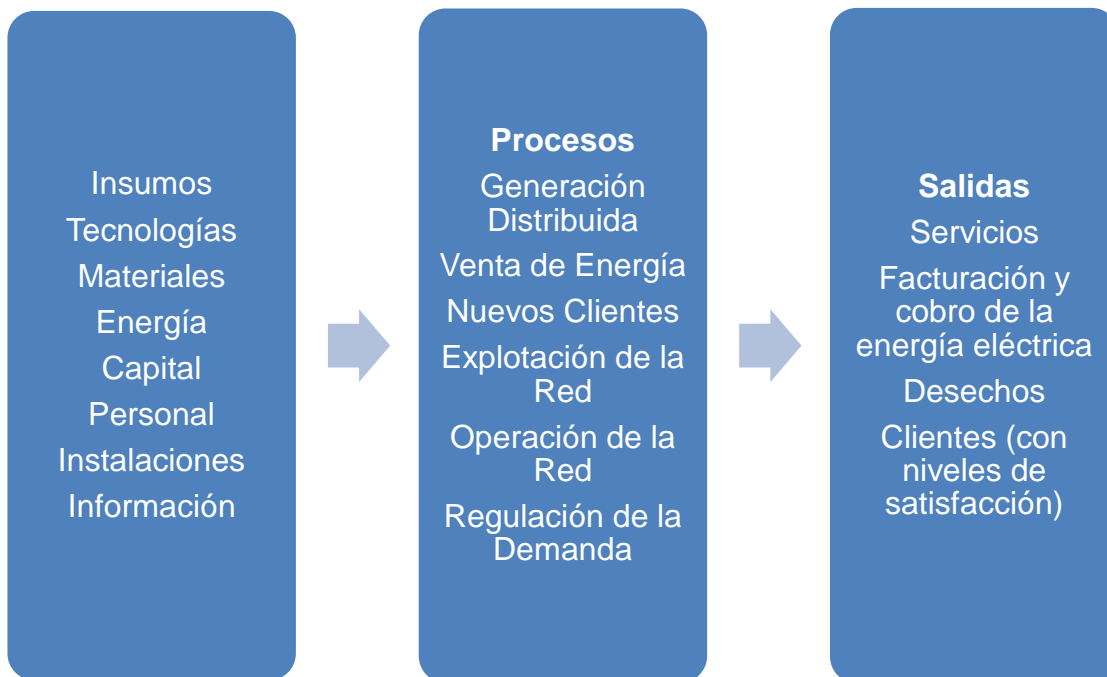 Insumos
Tecnologías
Materiales
Energía
Capital
Personal
Instalaciones
Información
Procesos
Generación
Distribuida
Venta de Energía
Nuevos Clientes
Explotación de la
Red
Operación de la
Red
Regulación de la
Demanda
Salidas
Servicios
Facturación y
cobro de la
energía eléctrica
Desechos
Clientes (con
niveles de
satisfacción)